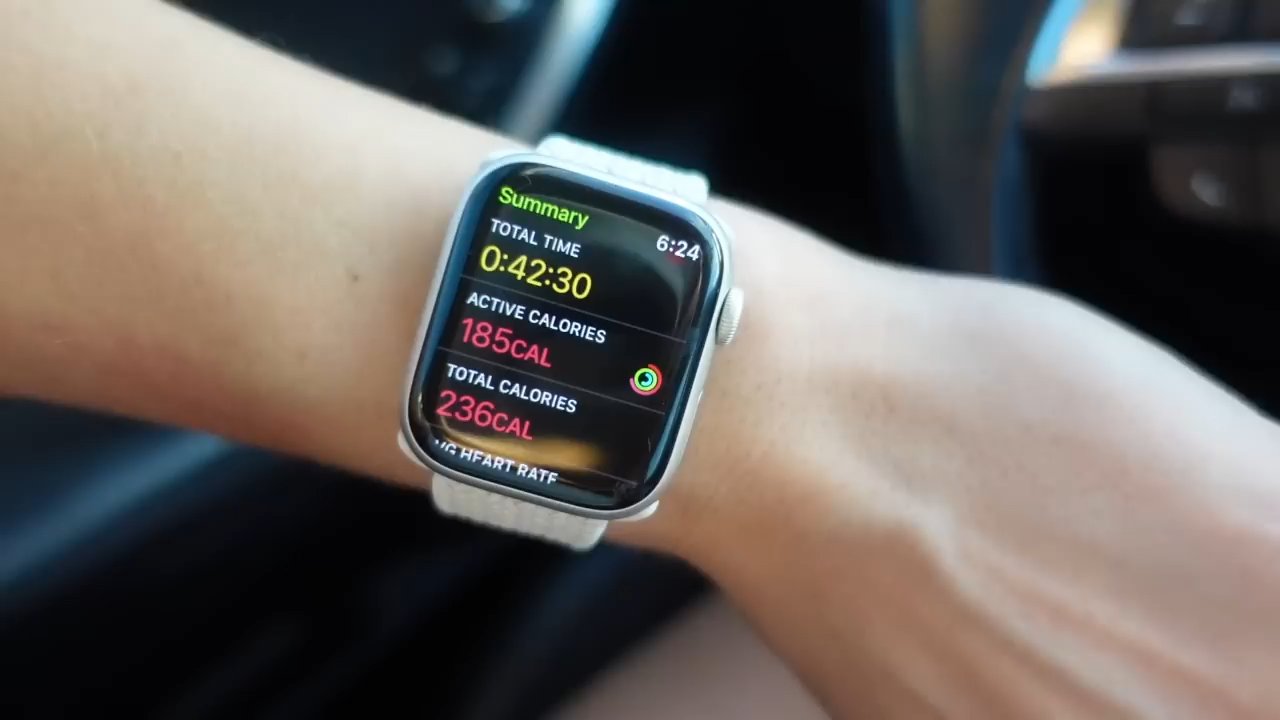 Summary
6:24
TOTAL TIME
0:42:30
ACTIVE CALORIES
185CAL
TOTAL CALORIES
236CAL
HEART RATE